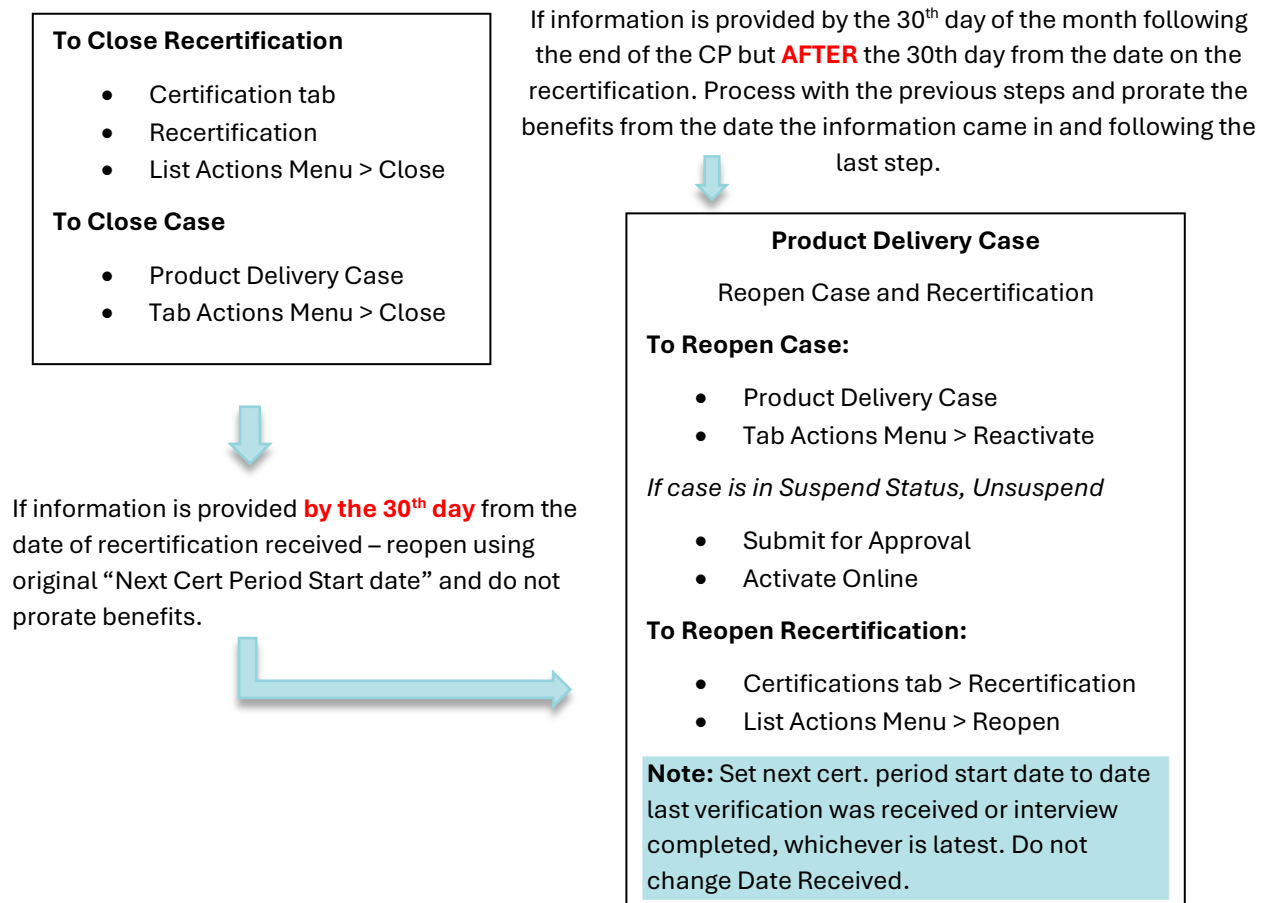 To Close Recertification
• Certification tab
• Recertification
• List Actions Menu > Close
To Close Case
• Product Delivery Case
• Tab Actions Menu > Close
If information is provided by the 30th day from the
date of recertification received – reopen using
original “Next Cert Period Start date” and do not
prorate benefits.
If information is provided by the 30th day of the month following
the end of the CP but AFTER the 30th day from the date on the
recertification. Process with the previous steps and prorate the
benefits from the date the information came in and following the
last step.
Product Delivery Case
Reopen Case and Recertification
To Reopen Case:
• Product Delivery Case
• Tab Actions Menu > Reactivate
If case is in Suspend Status, Unsuspend
• Submit for Approval
• Activate Online
To Reopen Recertification:
• Certifications tab > Recertification
• List Actions Menu > Reopen
Note: Set next cert. period start date to date
last verification was received or interview
completed, whichever is latest. Do not
change Date Received.